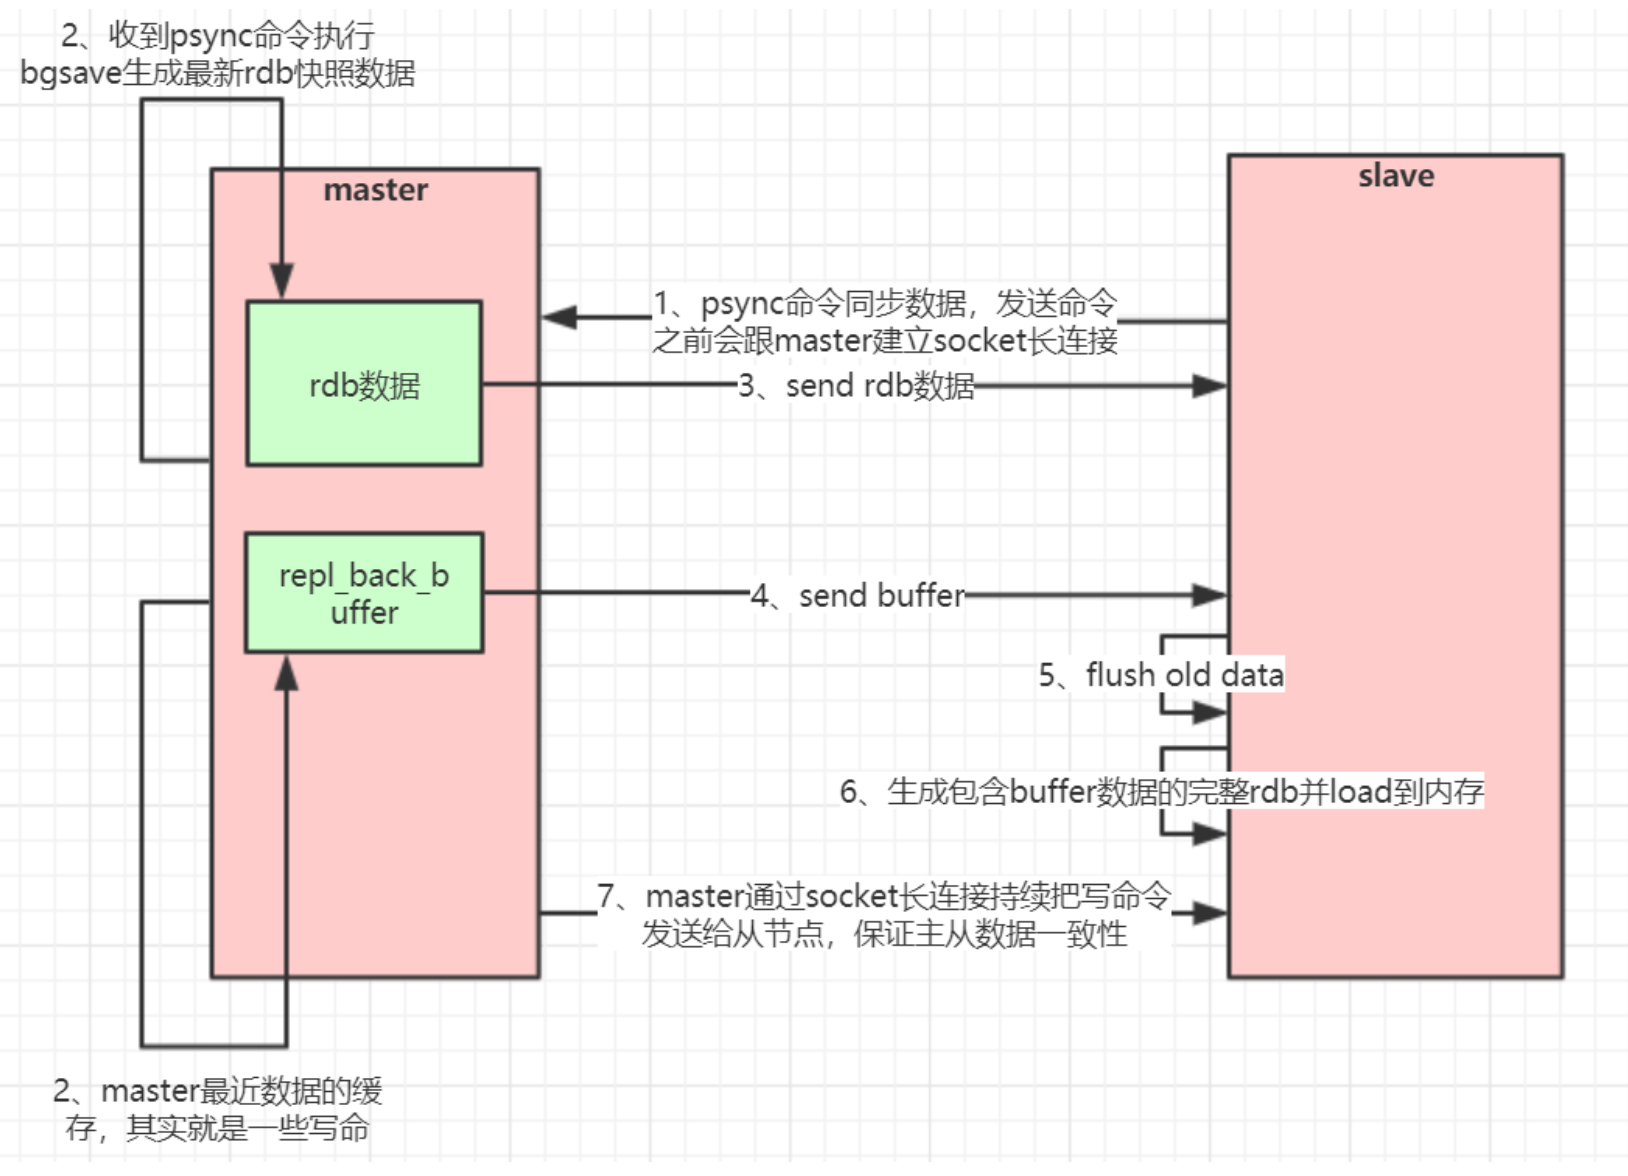 2、收到psync命令执行
bgsave生成最新rdb快照数据
master
slave
1、psync命令同步数据，发送命令
之前会跟master建立socket长连接
rdb数据
3、send rdb数据
repl_back_b
uffer
4、send buffer
5、flush old data
6、生成包含buffer数据的完整rdb并load到内存
7、master通过socket长连接持续把写命令
发送给从节点，保证主从数据一致性
2、master最近数据的缓
存，其实就是一些写命